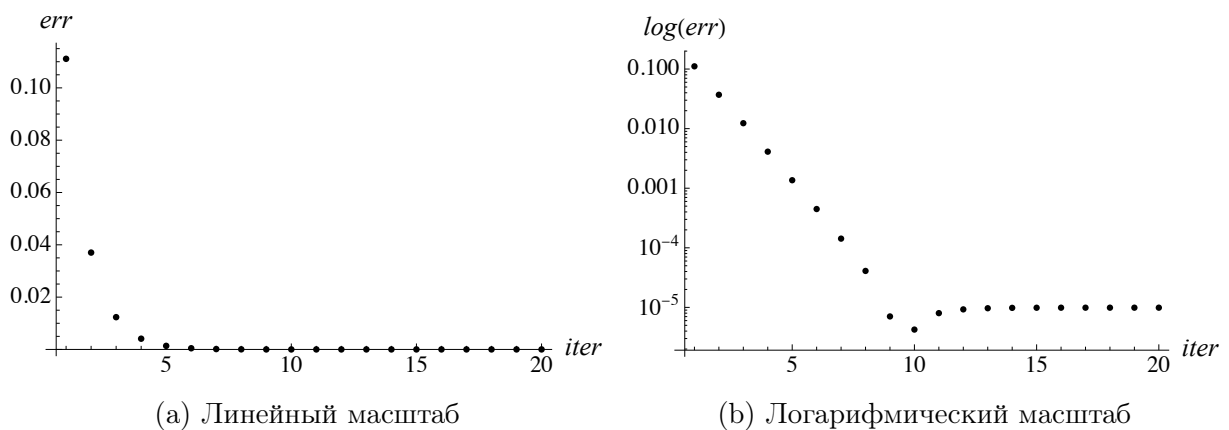 err
0.10
0.08
0.06
0.04
0.02
5 10 15 20 iter
(a) Линейный масштаб
log(err)
0.100
0.010
0.001
10⁻⁴
10⁻⁵
5 10 15 20 iter
(b) Логарифмический масштаб